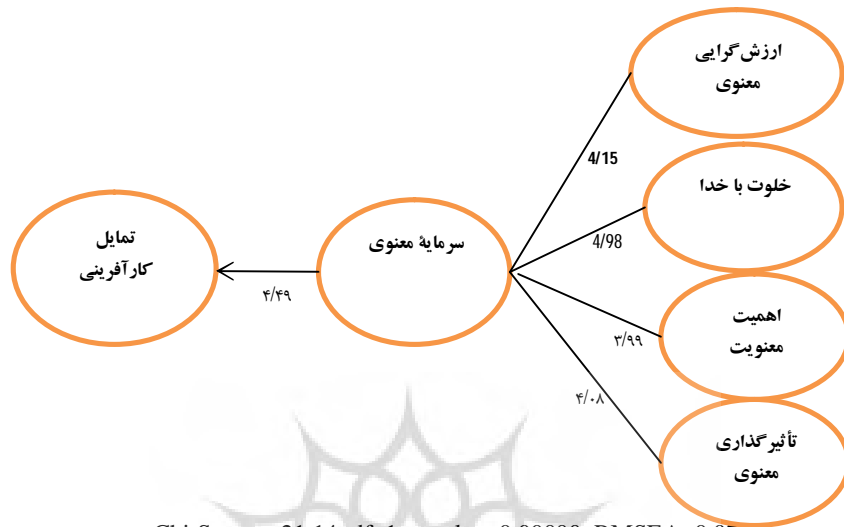 ارزش‌گرایی
معنوی
4/15
خلوت با خدا
4/98
سرمایهٔ معنوی
تمایل
کارآفرینی
۴/۴۹
اهمیت
معنویت
۳/۹۹
۴/۰۸
تأثیرگذاری
معنوی